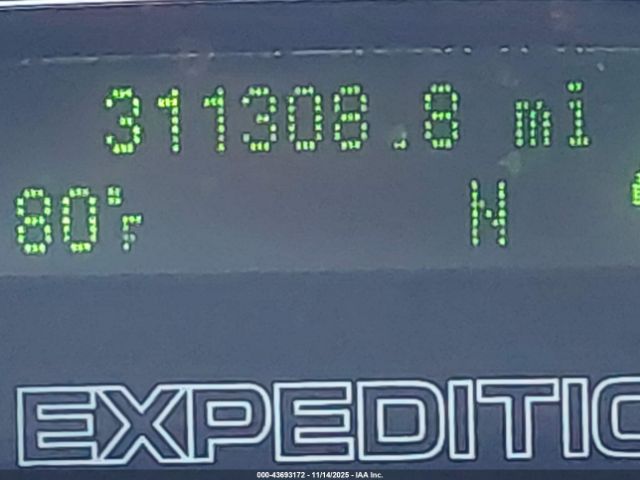 311308.8 mi
80°F N
EXPEDITIO
000-43693172 - 11/14/2025 - IAA Inc.